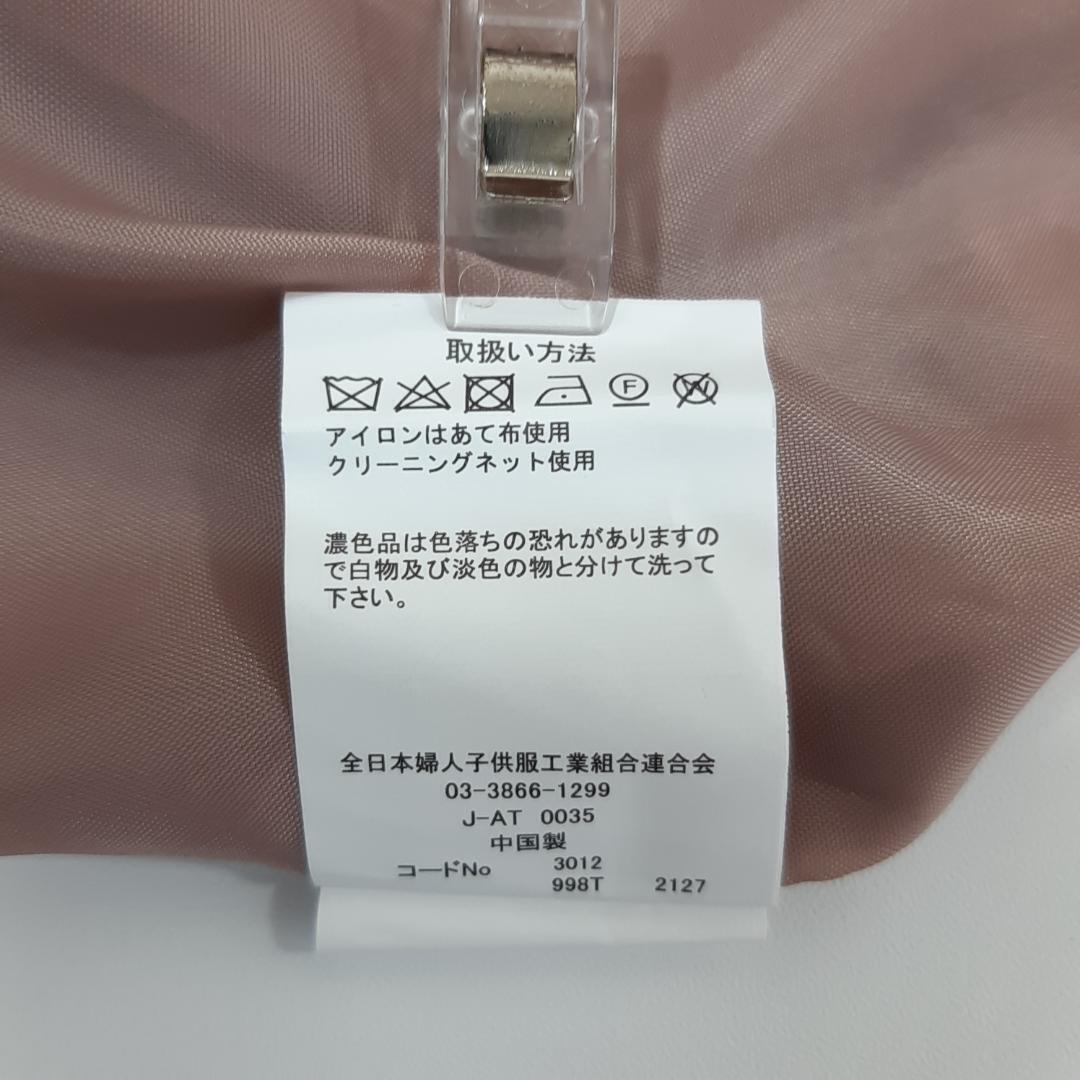 取扱い方法
F W
アイロンはあて布使用
クリーニングネット使用
濃色品は色落ちの恐れがありますの
で白物及び淡色の物と分けて洗って
下さい。
全日本婦人子供服工業組合連合会
03-3866-1299
J-AT 0035
中国製
コードNo 3012
998T 2127